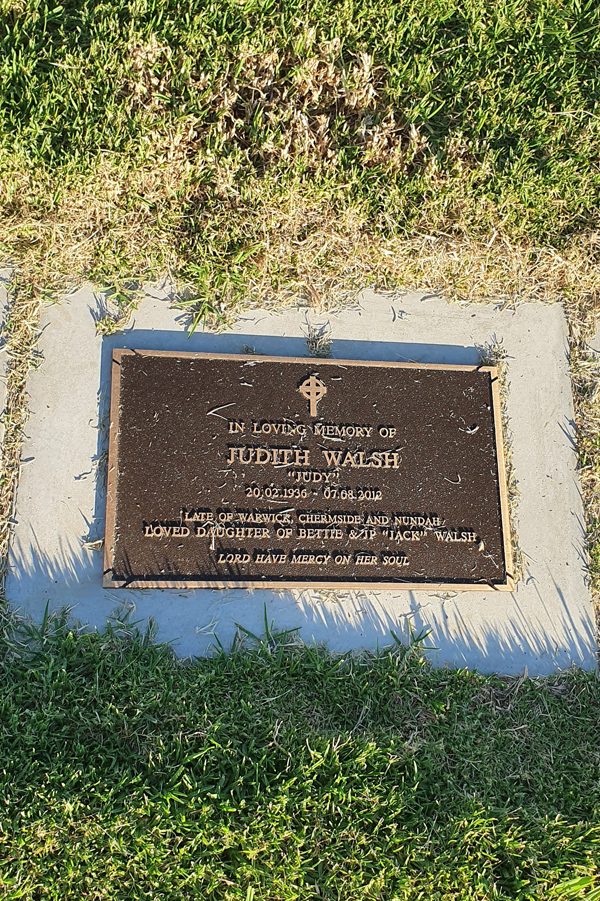 IN LOVING MEMORY OF
JUDITH WALSH
"JUDY"
20.02.1936 - 07.08.2012
LATE OF WARWICK, CHERMSIDE AND NUNDAH
LOVED DAUGHTER OF BETTIE & JP "JACK" WALSH
LORD HAVE MERCY ON HER SOUL